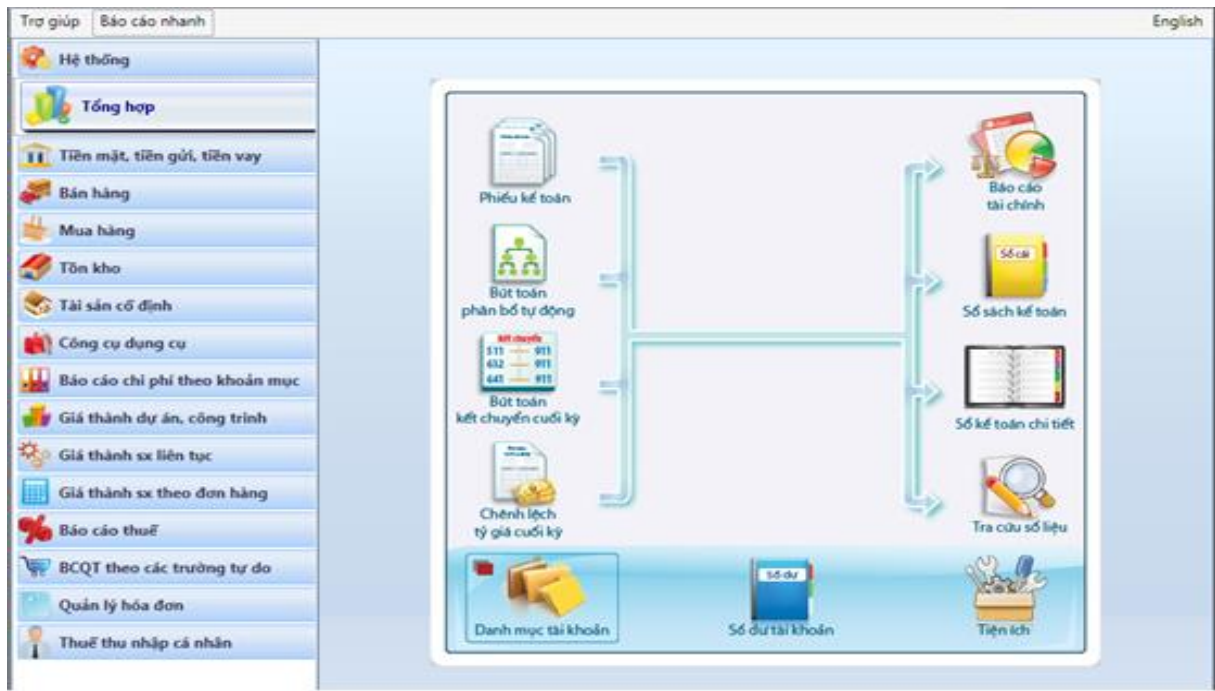 Trợ giúp Báo cáo nhanh English
Hệ thống
Tổng hợp
Tiền mặt, tiền gửi, tiền vay
Bán hàng
Mua hàng
Tồn kho
Tài sản cố định
Công cụ dụng cụ
Báo cáo chi phí theo khoản mục
Giá thành dự án, công trình
Giá thành sx liên tục
Giá thành sx theo đơn hàng
Báo cáo thuế
BCQT theo các trường tự do
Quản lý hóa đơn
Thuế thu nhập cá nhân
Phiếu kế toán
Bút toán
phân bổ tự động
Kết chuyển
511 911
632 911
641 911
Bút toán
kết chuyển cuối kỳ
Chênh lệch
tỷ giá cuối kỳ
Báo cáo
tài chính
Sổ cái
Sổ sách kế toán
Sổ kế toán chi tiết
Tra cứu số liệu
Danh mục tài khoản
Số dư
Số dư tài khoản
Tiện ích